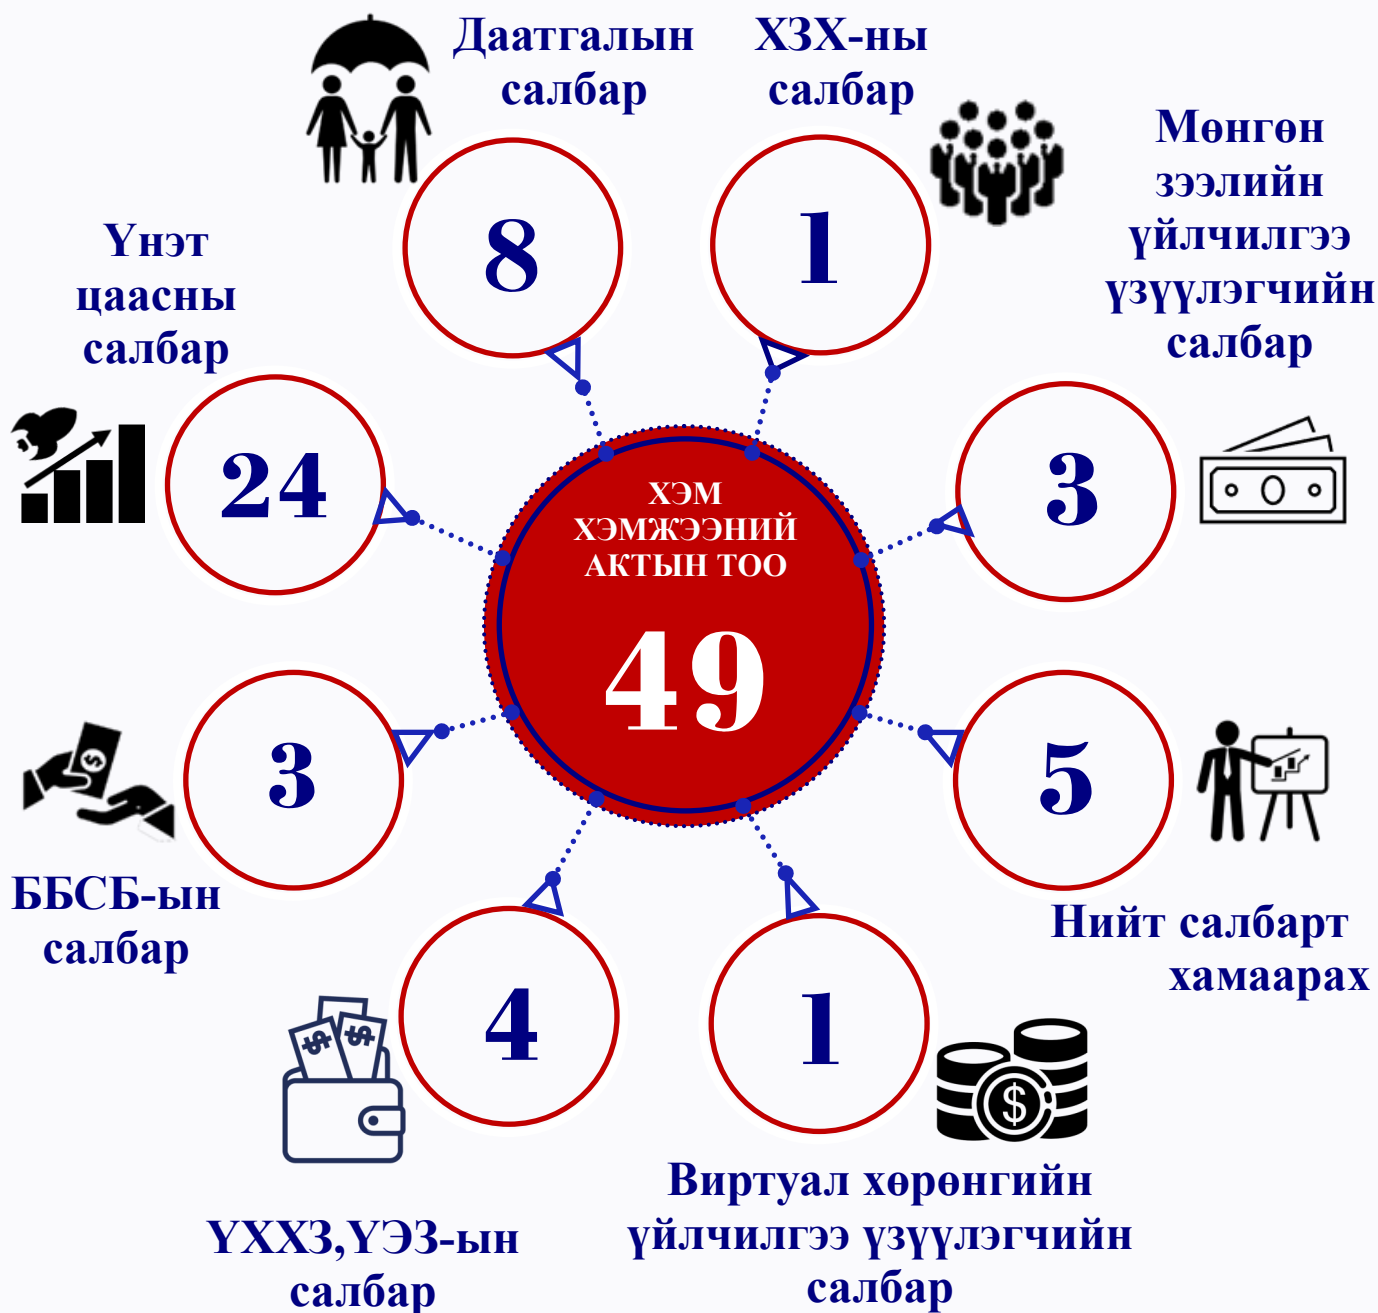 Даатгалын
салбар
8
ХЗХ-ны
салбар
1
Мөнгөн
зээлийн
үйлчилгээ
үзүүлэгчийн
салбар
3
Үнэт
цаасны
салбар
24
ХЭМ
ХЭМЖЭЭНИЙ
АКТЫН ТОО
49
3
ББСБ-ын
салбар
5
Нийт салбарт
хамаарах
4
ҮХХЗ,ҮЭЗ-ын
салбар
1
Виртуал хөрөнгийн
үйлчилгээ үзүүлэгчийн
салбар